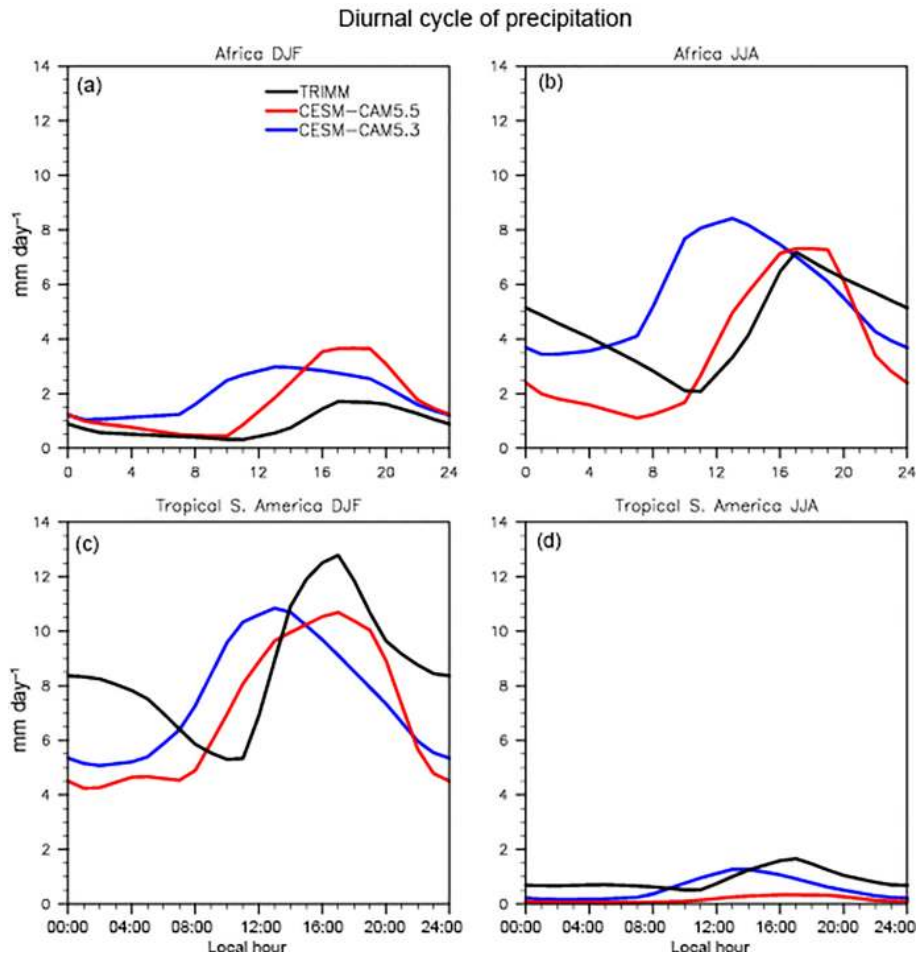 Diurnal cycle of precipitation
Africa DJF
Africa JJA
(a)
(b)
TRIMM
CESM-CAM5.5
CESM-CAM5.3
14
12
10
8
6
4
2
0
mm day⁻¹
0 4 8 12 16 20 24
14
12
10
8
6
4
2
0
0 4 8 12 16 20 24
Tropical S. America DJF
Tropical S. America JJA
(c)
(d)
14
12
10
8
6
4
2
0
mm day⁻¹
00:00 04:00 08:00 12:00 16:00 20:00 24:00
Local hour
14
12
10
8
6
4
2
0
00:00 04:00 08:00 12:00 16:00 20:00 24:00
Local hour